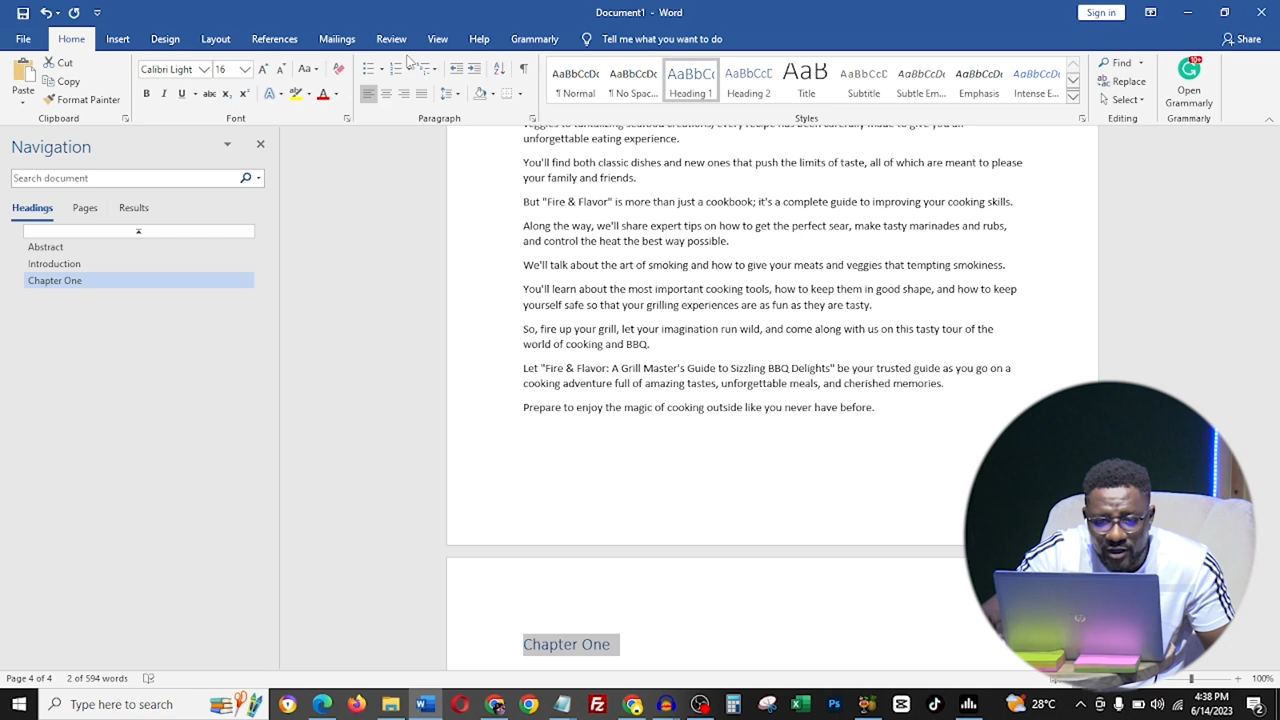 Document1 - Word
Sign in
File Home Insert Design Layout References Mailings Review View Help Grammarly Tell me what you want to do Share
Paste
Cut
Copy
Format Painter
Clipboard
Calibri Light 16
Font
Paragraph
AaBbCcDc AaBbCcDc AaBbCc AaBbCcD AaB AaBbCcD AaBbCcDc AaBbCcDc AaBbCcDc
¶ Normal ¶ No Spac... Heading 1 Heading 2 Title Subtitle Subtle Em... Emphasis Intense E...
Styles
Find
Replace
Select
Editing
10+
Open
Grammarly
Grammarly
Navigation
Search document
Headings Pages Results
Abstract
Introduction
Chapter One
veggies to tantalizing seafood creations, every recipe has been carefully made to give you an
unforgettable eating experience.
You'll find both classic dishes and new ones that push the limits of taste, all of which are meant to please
your family and friends.
But "Fire & Flavor" is more than just a cookbook; it's a complete guide to improving your cooking skills.
Along the way, we'll share expert tips on how to get the perfect sear, make tasty marinades and rubs,
and control the heat the best way possible.
We'll talk about the art of smoking and how to give your meats and veggies that tempting smokiness.
You'll learn about the most important cooking tools, how to keep them in good shape, and how to keep
yourself safe so that your grilling experiences are as fun as they are tasty.
So, fire up your grill, let your imagination run wild, and come along with us on this tasty tour of the
world of cooking and BBQ.
Let "Fire & Flavor: A Grill Master's Guide to Sizzling BBQ Delights" be your trusted guide as you go on a
cooking adventure full of amazing tastes, unforgettable meals, and cherished memories.
Prepare to enjoy the magic of cooking outside like you never have before.
Chapter One
Page 4 of 4 2 of 594 words
100%
Type here to search
28°C
4:38 PM
6/14/2023